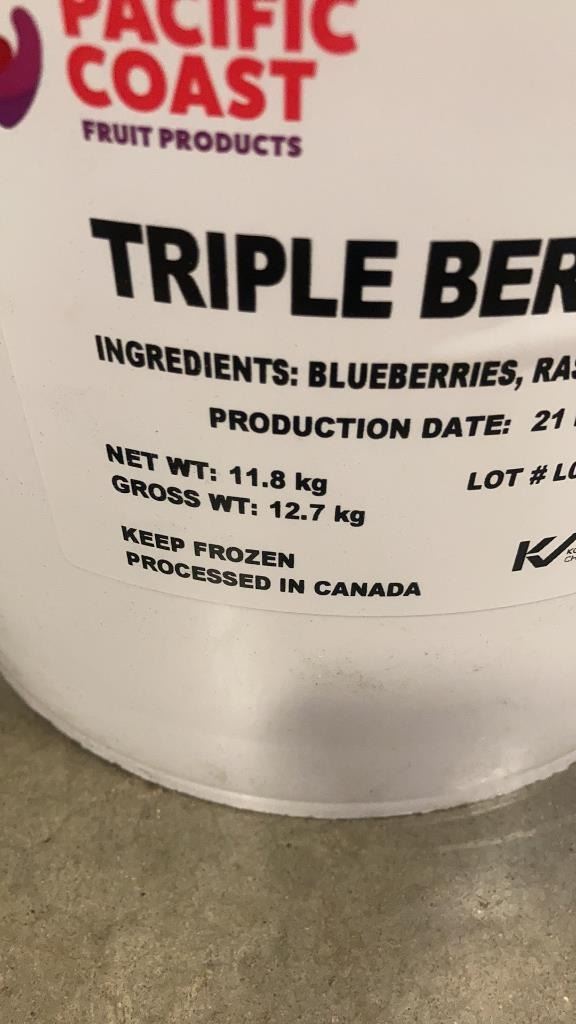 PACIFIC
COAST
FRUIT PRODUCTS
TRIPLE BER
INGREDIENTS: BLUEBERRIES, RAS
PRODUCTION DATE: 21
NET WT: 11.8 kg
LOT # LO
GROSS WT: 12.7 kg
KEEP FROZEN
PROCESSED IN CANADA